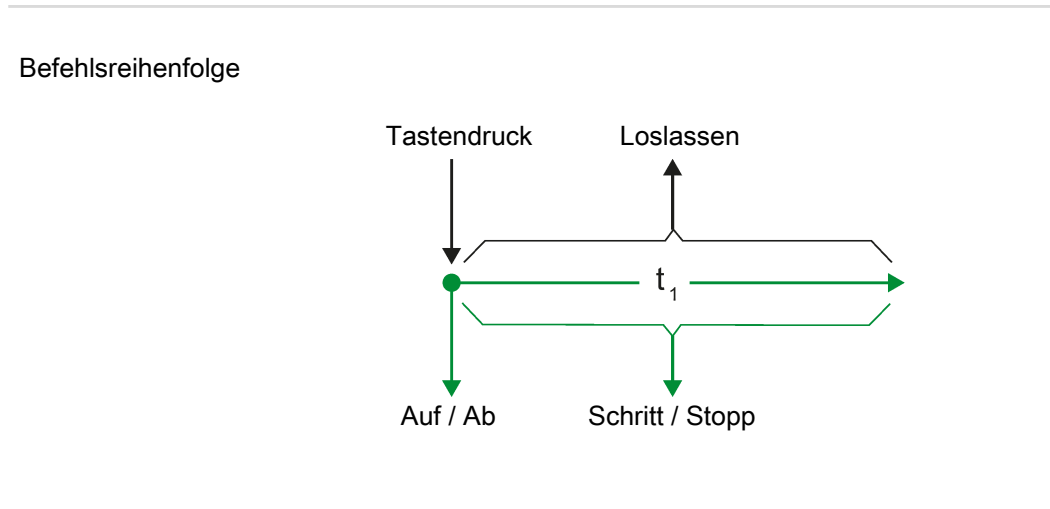 Befehlsreihenfolge
Tastendruck Loslassen
t1
Auf / Ab Schritt / Stopp